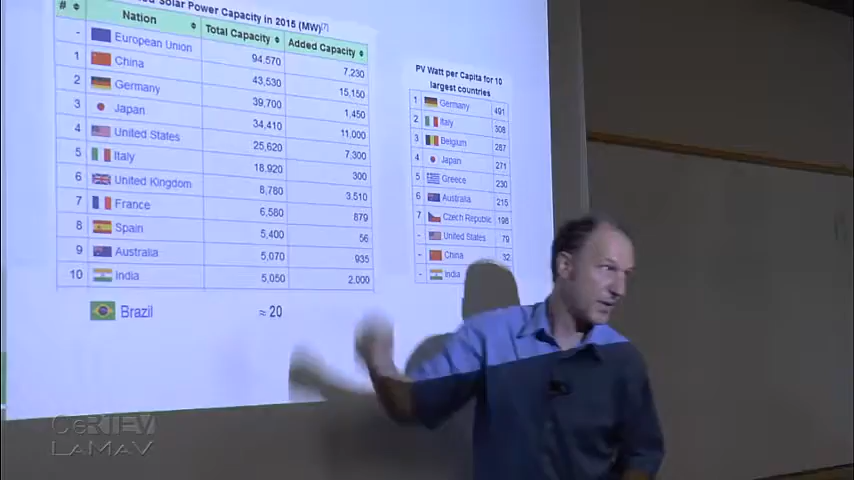 Solar Power Capacity in 2015 (MW)[7]
# Nation Total Capacity Added Capacity
- European Union 94,570 7,230
1 China 43,530 15,150
2 Germany 39,700 1,450
3 Japan 34,410 11,000
4 United States 25,620 7,300
5 Italy 18,920 300
6 United Kingdom 8,780 3,510
7 France 6,580 879
8 Spain 5,400 56
9 Australia 5,070 935
10 India 5,050 2,000
Brazil ≈ 20
PV Watt per Capita for 10
largest countries
1 Germany 491
2 Italy 308
3 Belgium 287
4 Japan 271
5 Greece 230
6 Australia 215
7 Czech Republic 198
- United States 79
- China 32
- India
CeRTEV
LAMAV